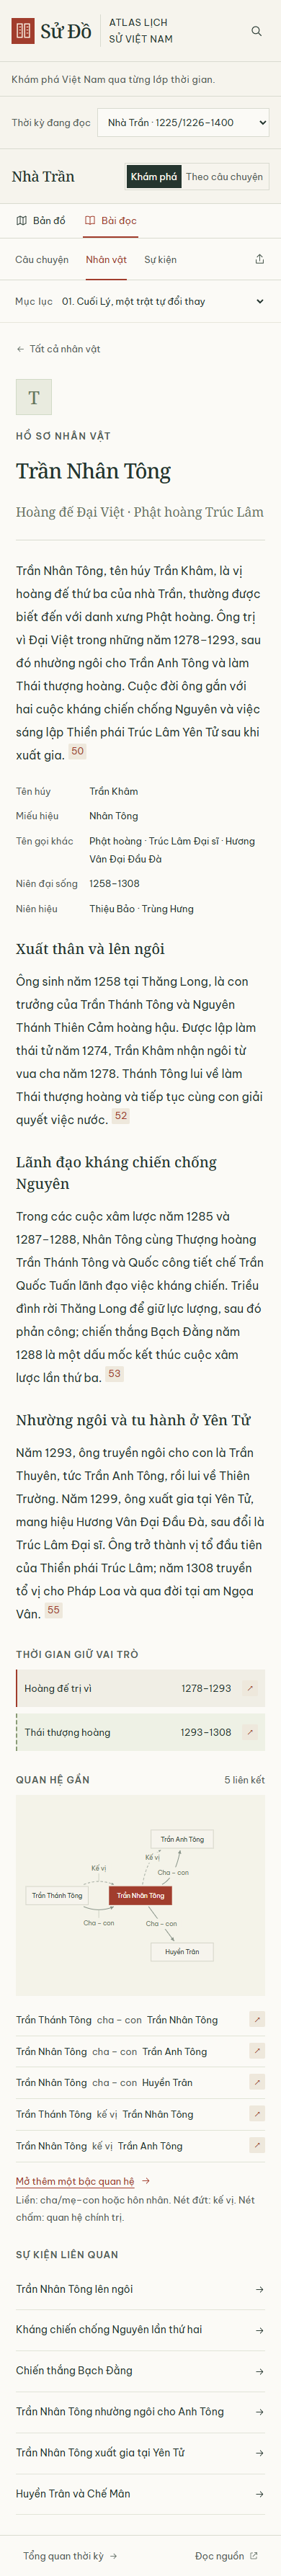 Sử Đồ
ATLAS LỊCH
SỬ VIỆT NAM
Khám phá Việt Nam qua từng lớp thời gian.
Thời kỳ đang đọc
Nhà Trần · 1225/1226–1400
Nhà Trần
Khám phá
Theo câu chuyện
Bản đồ
Bài đọc
Câu chuyện
Nhân vật
Sự kiện
Mục lục
01. Cuối Lý, một trật tự đổi thay
← Tất cả nhân vật
T
HỒ SƠ NHÂN VẬT
Trần Nhân Tông
Hoàng đế Đại Việt · Phật hoàng Trúc Lâm
Trần Nhân Tông, tên húy Trần Khâm, là vị
hoàng đế thứ ba của nhà Trần, thường được
biết đến với danh xưng Phật hoàng. Ông trị
vì Đại Việt trong những năm 1278–1293, sau
đó nhường ngôi cho Trần Anh Tông và làm
Thái thượng hoàng. Cuộc đời ông gắn với
hai cuộc kháng chiến chống Nguyên và việc
sáng lập Thiền phái Trúc Lâm Yên Tử sau khi
xuất gia. 50
Tên húy Trần Khâm
Miếu hiệu Nhân Tông
Tên gọi khác Phật hoàng · Trúc Lâm Đại sĩ · Hương
Vân Đại Đầu Đà
Niên đại sống 1258–1308
Niên hiệu Thiệu Bảo · Trùng Hưng
Xuất thân và lên ngôi
Ông sinh năm 1258 tại Thăng Long, là con
trưởng của Trần Thánh Tông và Nguyên
Thánh Thiên Cảm hoàng hậu. Được lập làm
thái tử năm 1274, Trần Khâm nhận ngôi từ
vua cha năm 1278. Thánh Tông lui về làm
Thái thượng hoàng và tiếp tục cùng con giải
quyết việc nước. 52
Lãnh đạo kháng chiến chống
Nguyên
Trong các cuộc xâm lược năm 1285 và
1287–1288, Nhân Tông cùng Thượng hoàng
Trần Thánh Tông và Quốc công tiết chế Trần
Quốc Tuấn lãnh đạo việc kháng chiến. Triều
đình rời Thăng Long để giữ lực lượng, sau đó
phản công; chiến thắng Bạch Đằng năm
1288 là một dấu mốc kết thúc cuộc xâm
lược lần thứ ba. 53
Nhường ngôi và tu hành ở Yên Tử
Năm 1293, ông truyền ngôi cho con là Trần
Thuyên, tức Trần Anh Tông, rồi lui về Thiên
Trường. Năm 1299, ông xuất gia tại Yên Tử,
mang hiệu Hương Vân Đại Đầu Đà, sau đổi là
Trúc Lâm Đại sĩ. Ông trở thành vị tổ đầu tiên
của Thiền phái Trúc Lâm; năm 1308 truyền
tổ vị cho Pháp Loa và qua đời tại am Ngọa
Vân. 55
THỜI GIAN GIỮ VAI TRÒ
Hoàng đế trị vì 1278–1293 ↗
Thái thượng hoàng 1293–1308 ↗
QUAN HỆ GẦN 5 liên kết
Trần Anh Tông
Kế vị
Kế vị
Cha – con
Trần Thánh Tông
Trần Nhân Tông
Cha – con
Cha – con
Huyền Trân
Trần Thánh Tông cha – con Trần Nhân Tông ↗
Trần Nhân Tông cha – con Trần Anh Tông ↗
Trần Nhân Tông cha – con Huyền Trân ↗
Trần Thánh Tông kế vị Trần Nhân Tông ↗
Trần Nhân Tông kế vị Trần Anh Tông ↗
Mở thêm một bậc quan hệ →
Liền: cha/mẹ–con hoặc hôn nhân. Nét đứt: kế vị. Nét
chấm: quan hệ chính trị.
SỰ KIỆN LIÊN QUAN
Trần Nhân Tông lên ngôi →
Kháng chiến chống Nguyên lần thứ hai →
Chiến thắng Bạch Đằng →
Trần Nhân Tông nhường ngôi cho Anh Tông →
Trần Nhân Tông xuất gia tại Yên Tử →
Huyền Trân và Chế Mân →
Tổng quan thời kỳ →
Đọc nguồn